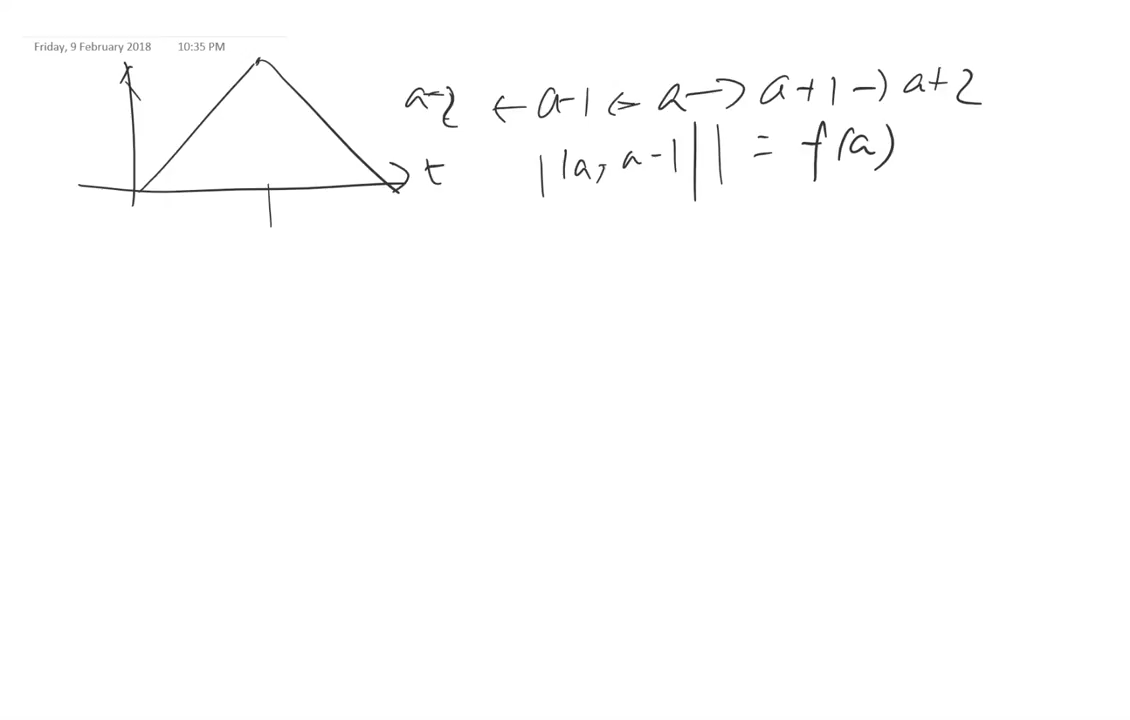 Friday, 9 February 2018 10:35 PM
a-2 ← a-1 ← a → a+1 → a+2
t
||a, a-1|| = f(a)